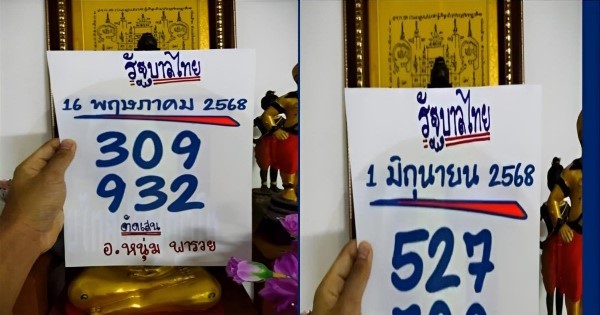 รัฐบาลไทย
16 พฤษภาคม 2568
309
932
ตัดเลน
อ.หนุ่ม พารวย
รัฐบาลไทย
1 มิถุนายน 2568
527